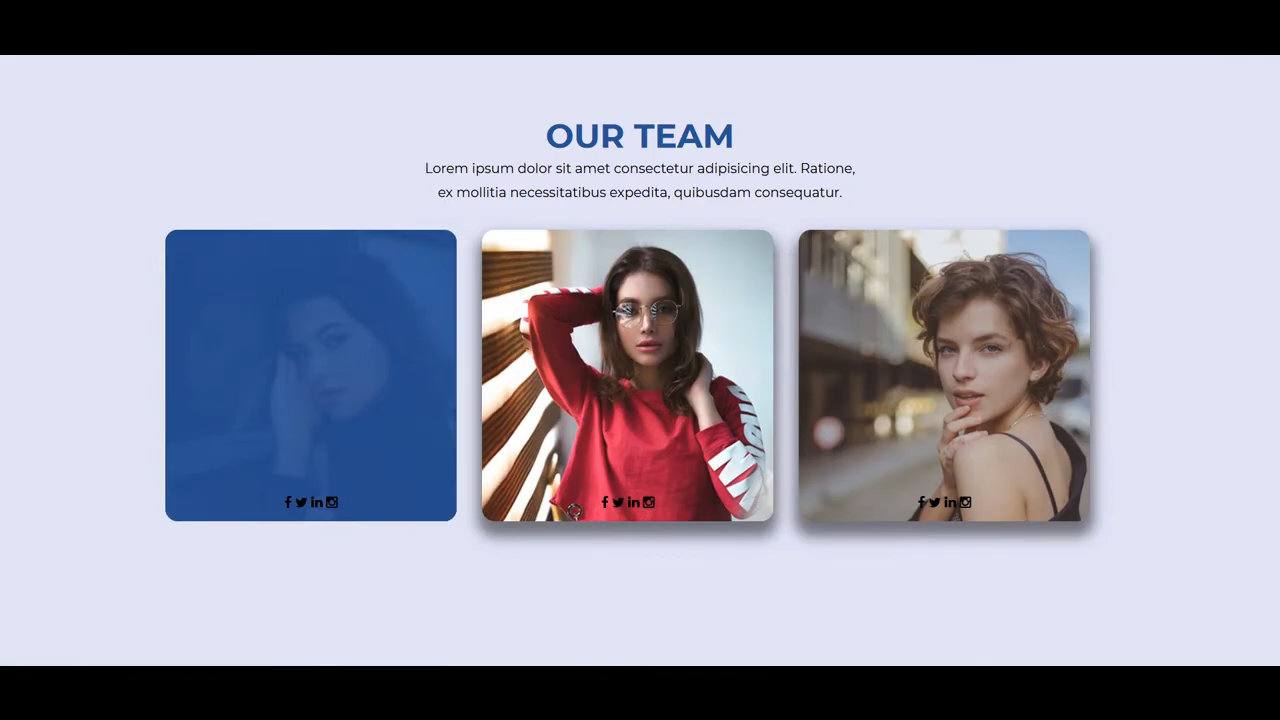 OUR TEAM
Lorem ipsum dolor sit amet consectetur adipisicing elit. Ratione,
ex mollitia necessitatibus expedita, quibusdam consequatur.